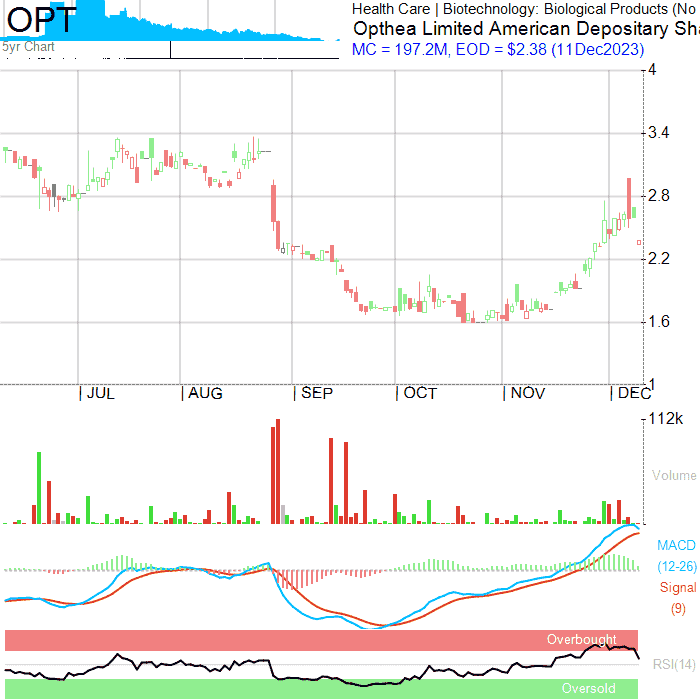 OPT
5yr Chart
Health Care | Biotechnology: Biological Products (No
Opthea Limited American Depositary Sha
MC = 197.2M, EOD = $2.38 (11Dec2023)
4
3.4
2.8
2.2
1.6
1
| JUL | AUG | SEP | OCT | NOV | DEC
112k
Volume
MACD
(12-26)
Signal
(9)
Overbought
RSI(14)
Oversold